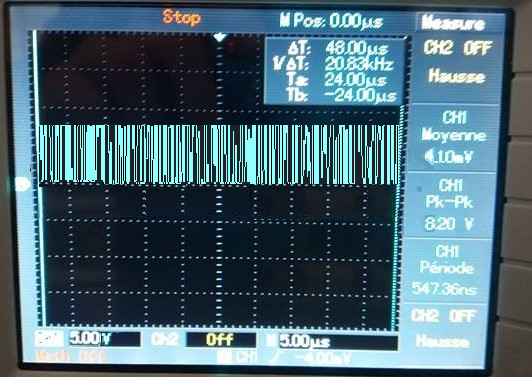 Stop
M Pos: 0.00µs
Measure
ΔT: 48.00µs
1/ΔT: 20.83kHz
Ta: 24.00µs
Tb: -24.00µs
CH2 OFF
Hausse
CH1
Moyenne
4.10mV
CH1
Pk-Pk
8.20 V
CH1
Période
547.36ns
CH2 OFF
Hausse
5.00V
Ch2
Off
M 5.00µs
Math Off
CH1
-4.00mV